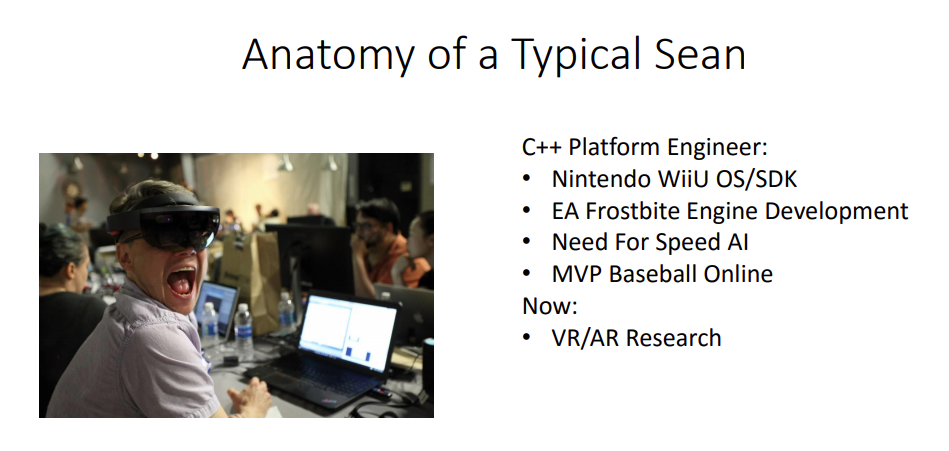 Anatomy of a Typical Sean
C++ Platform Engineer:
• Nintendo WiiU OS/SDK
• EA Frostbite Engine Development
• Need For Speed AI
• MVP Baseball Online
Now:
• VR/AR Research